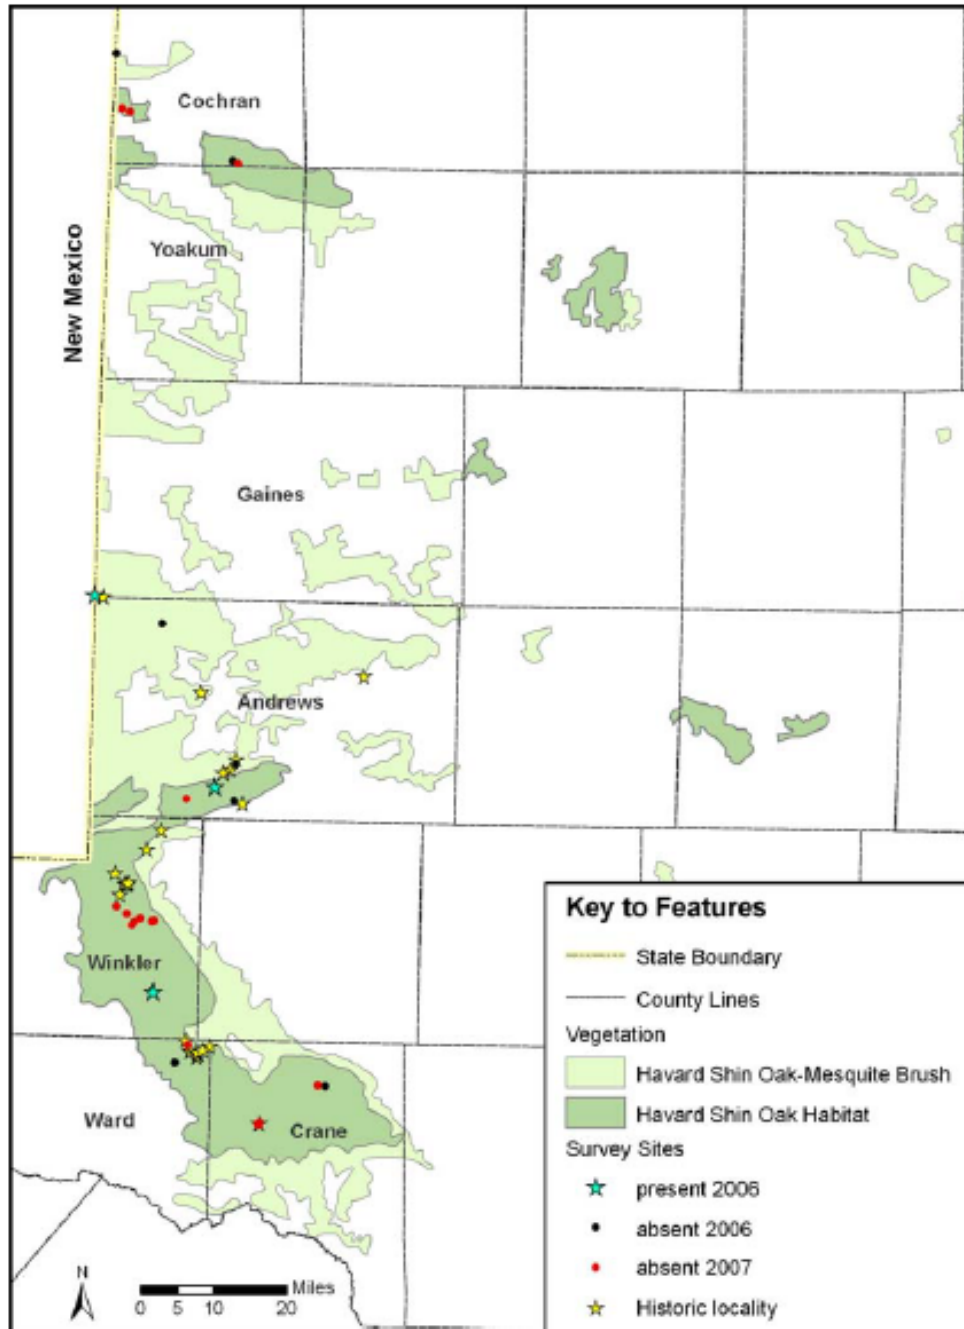 Cochran
Yoakum
New Mexico
Gaines
Andrews
Winkler
Ward
Crane
N
Miles
0 5 10 20
Key to Features
State Boundary
County Lines
Vegetation
Havard Shin Oak-Mesquite Brush
Havard Shin Oak Habitat
Survey Sites
present 2006
absent 2006
absent 2007
Historic locality